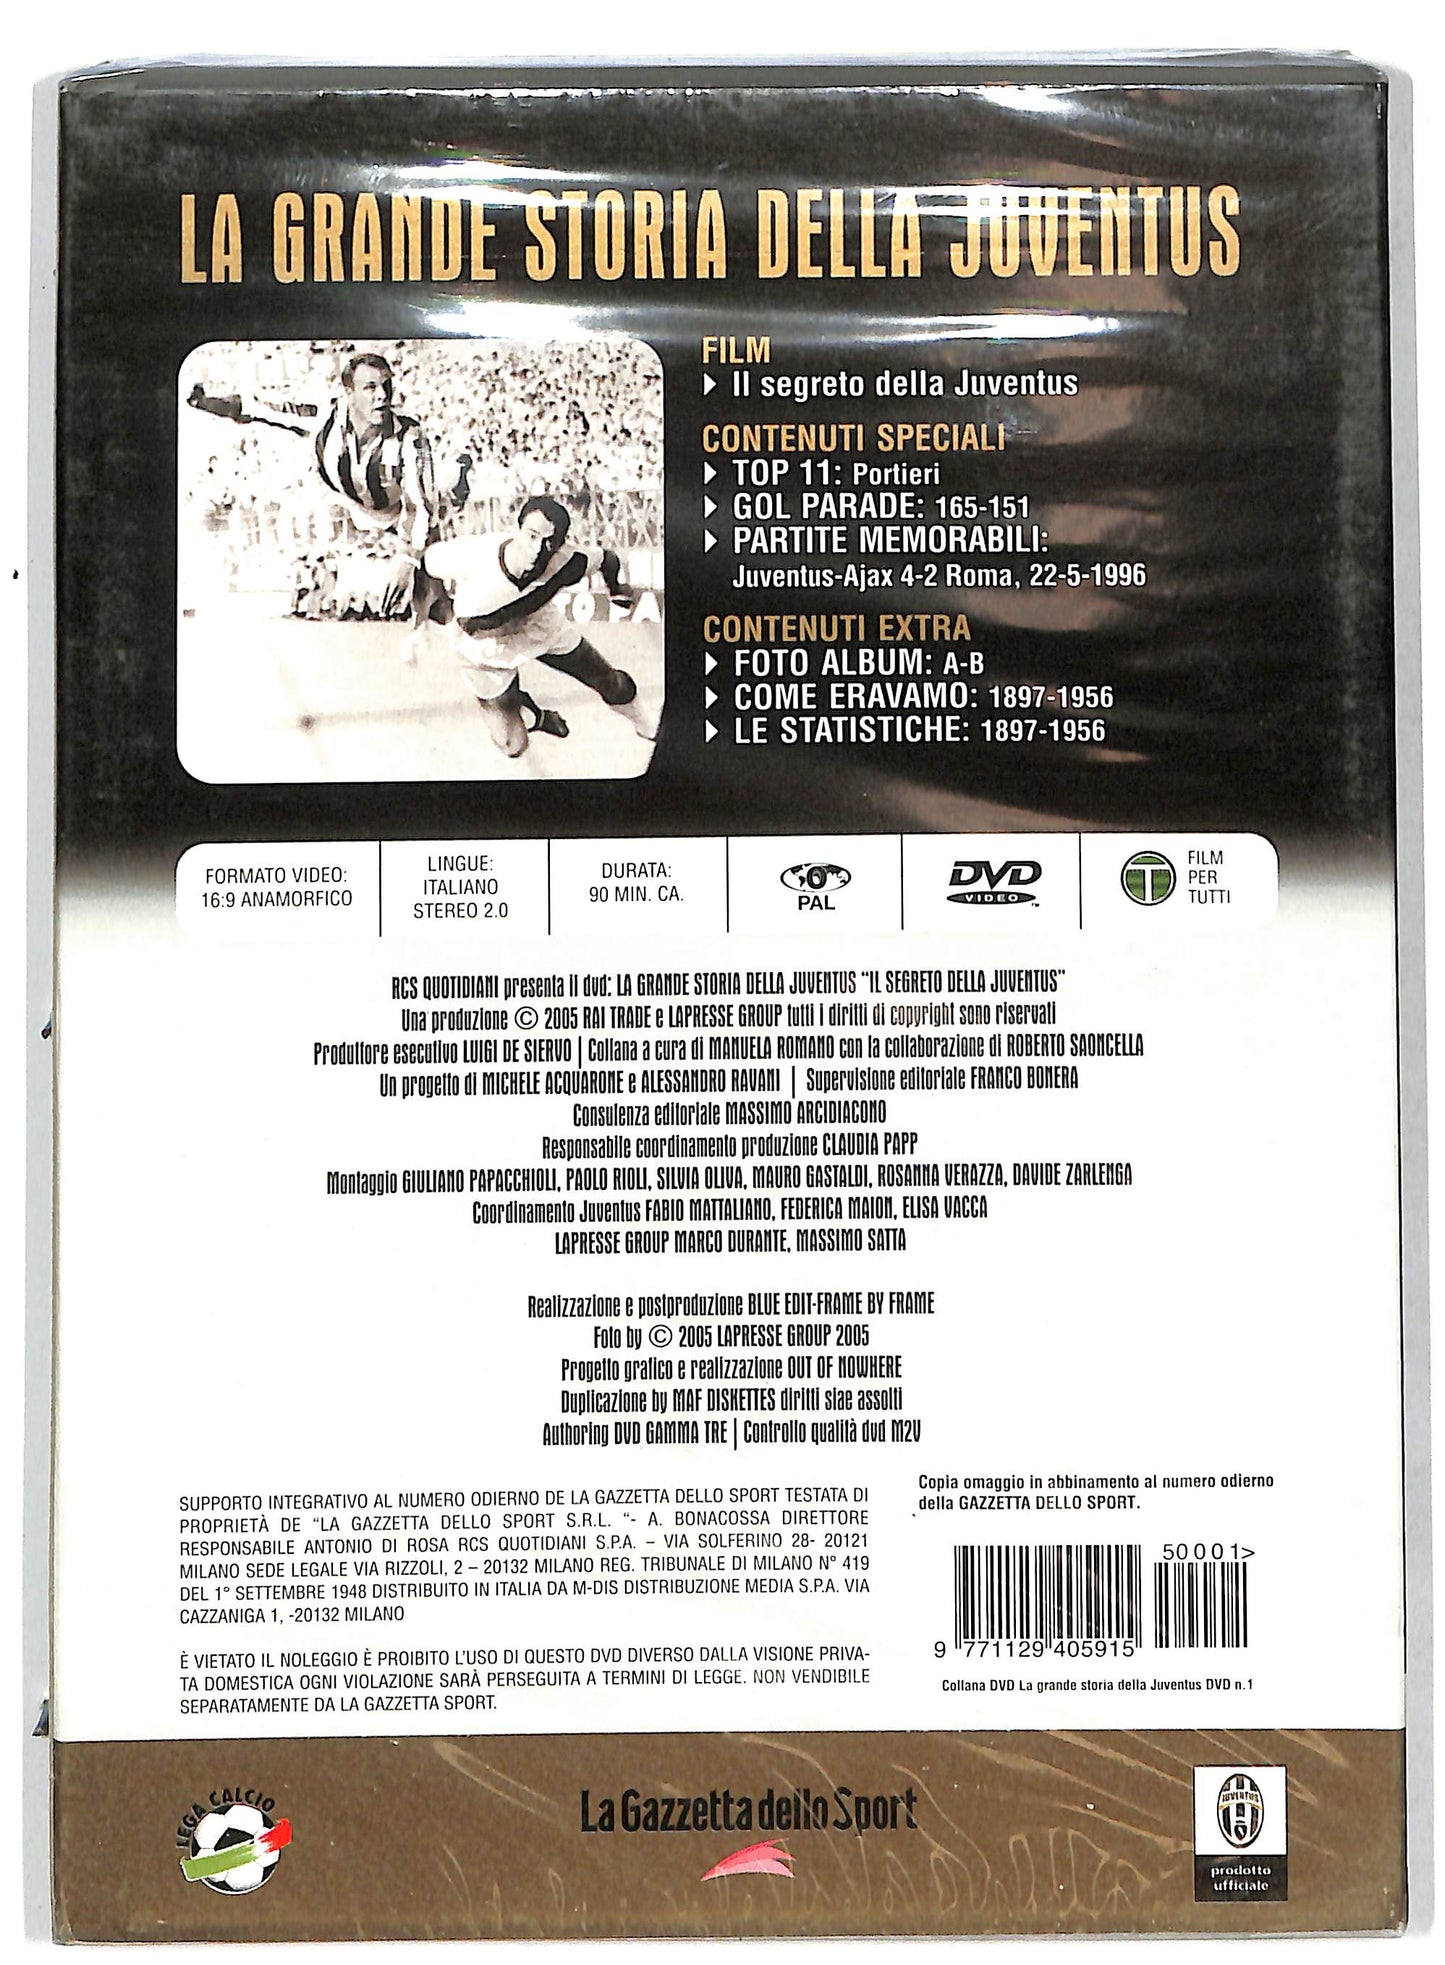 LA GRANDE STORIA DELLA JUVENTUS
FILM
Il segreto della Juventus
CONTENUTI SPECIALI
TOP 11: Portieri
GOL PARADE: 165-151
PARTITE MEMORABILI:
Juventus-Ajax 4-2 Roma, 22-5-1996
CONTENUTI EXTRA
FOTO ALBUM: A-B
COME ERAVAMO: 1897-1956
LE STATISTICHE: 1897-1956
FORMATO VIDEO:
16:9 ANAMORFICO
LINGUE:
ITALIANO
STEREO 2.0
DURATA:
90 MIN. CA.
0
PAL
DVD
VIDEO
TM
T
FILM
PER
TUTTI
RCS QUOTIDIANI presenta il dvd: LA GRANDE STORIA DELLA JUVENTUS "IL SEGRETO DELLA JUVENTUS"
Una produzione © 2005 RAI TRADE e LAPRESSE GROUP tutti i diritti di copyright sono riservati
Produttore esecutivo LUIGI DE SIERVO | Collana a cura di MANUELA ROMANO con la collaborazione di ROBERTO SAONCELLA
Un progetto di MICHELE ACQUARONE e ALESSANDRO RAVANI | Supervisione editoriale FRANCO BONERA
Consulenza editoriale MASSIMO ARCIDIACONO
Responsabile coordinamento produzione CLAUDIA PAPP
Montaggio GIULIANO PAPACCHIOLI, PAOLO RIOLI, SILVIA OLIVA, MAURO GASTALDI, ROSANNA VERAZZA, DAVIDE ZARLENGA
Coordinamento Juventus FABIO MATTALIANO, FEDERICA MAION, ELISA VACCA
LAPRESSE GROUP MARCO DURANTE, MASSIMO SATTA
Realizzazione e postproduzione BLUE EDIT-FRAME BY FRAME
Foto by © 2005 LAPRESSE GROUP 2005
Progetto grafico e realizzazione OUT OF NOWHERE
Duplicazione by MAF DISKETTES diritti siae assolti
Authoring DVD GAMMA TRE | Controllo qualità dvd M2V
SUPPORTO INTEGRATIVO AL NUMERO ODIERNO DE LA GAZZETTA DELLO SPORT TESTATA DI
PROPRIETÀ DE "LA GAZZETTA DELLO SPORT S.R.L. "- A. BONACOSSA DIRETTORE
RESPONSABILE ANTONIO DI ROSA RCS QUOTIDIANI S.P.A. – VIA SOLFERINO 28- 20121
MILANO SEDE LEGALE VIA RIZZOLI, 2 – 20132 MILANO REG. TRIBUNALE DI MILANO N° 419
DEL 1° SETTEMBRE 1948 DISTRIBUITO IN ITALIA DA M-DIS DISTRIBUZIONE MEDIA S.P.A. VIA
CAZZANIGA 1, -20132 MILANO
È VIETATO IL NOLEGGIO È PROIBITO L'USO DI QUESTO DVD DIVERSO DALLA VISIONE PRIVA-
TA DOMESTICA OGNI VIOLAZIONE SARÀ PERSEGUITA A TERMINI DI LEGGE. NON VENDIBILE
SEPARATAMENTE DA LA GAZZETTA SPORT.
Copia omaggio in abbinamento al numero odierno
della GAZZETTA DELLO SPORT.
50001>
9 771129 405915
Collana DVD La grande storia della Juventus DVD n.1
LEGA CALCIO
La Gazzetta dello Sport
JUVENTUS
prodotto
ufficiale